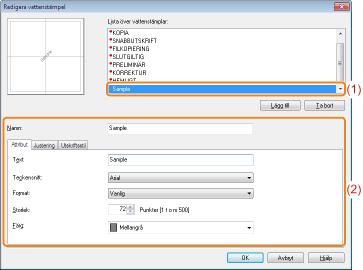 Redigera vattenstämpel
Lista över vattenstämplar:
*KOPIA
*SNABBUTSKRIFT
*FILKOPIERING
*SLUTGILTIG
*PRELIMINÄR
*KORREKTUR
*HEMLIGT
Sample
(1)
Lägg till
Ta bort
Namn:
Sample
Attribut
Justering
Utskriftsstil
Text
Sample
Teckensnitt:
Arial
(2)
Format:
Vanlig
Storlek:
72
Punkter [1 t o m 500]
Färg:
Mellangrå
OK
Avbryt
Hjälp